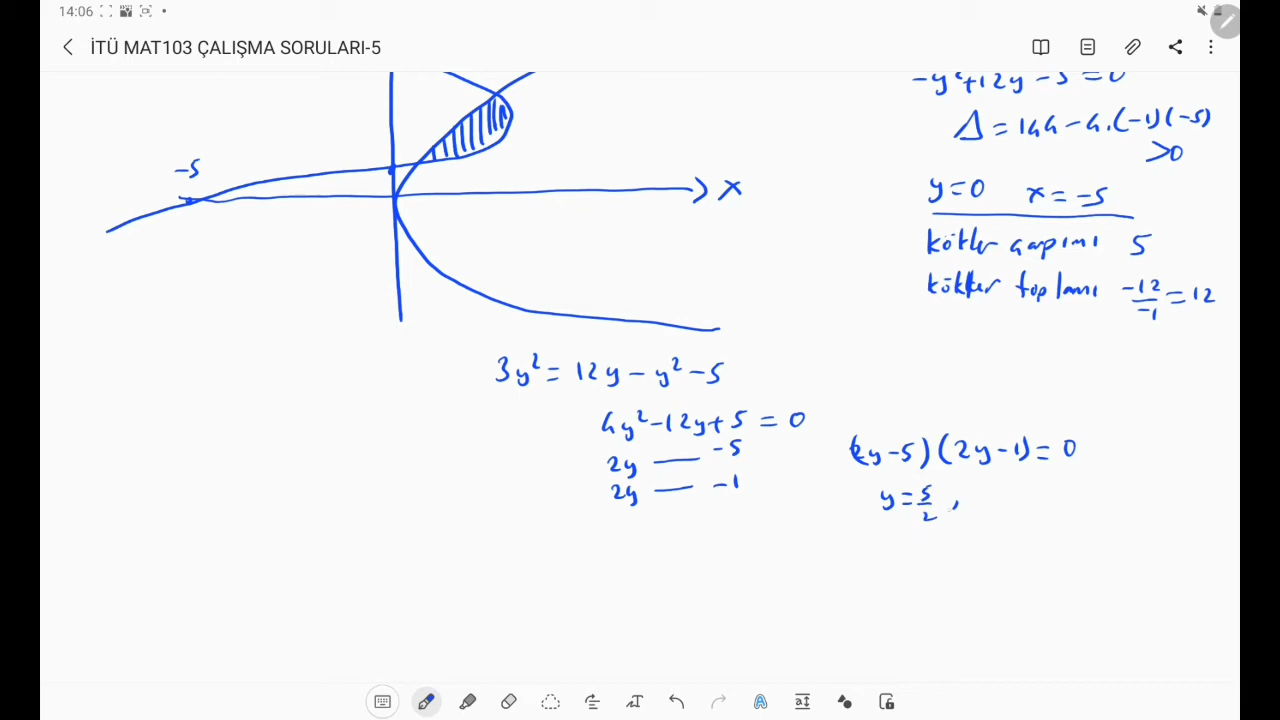 14:06
İTÜ MAT103 ÇALIŞMA SORULARI-5
-y²+12y-5=0
Δ = 144 - 4.(-1)(-5)
>0
-5
x
y=0 x=-5
kökler çarpımı 5
kökler toplamı -12/-1 = 12
3y² = 12y - y² - 5
4y² - 12y + 5 = 0
2y -5
2y -1
(2y-5)(2y-1)=0
y = 5/2 ,